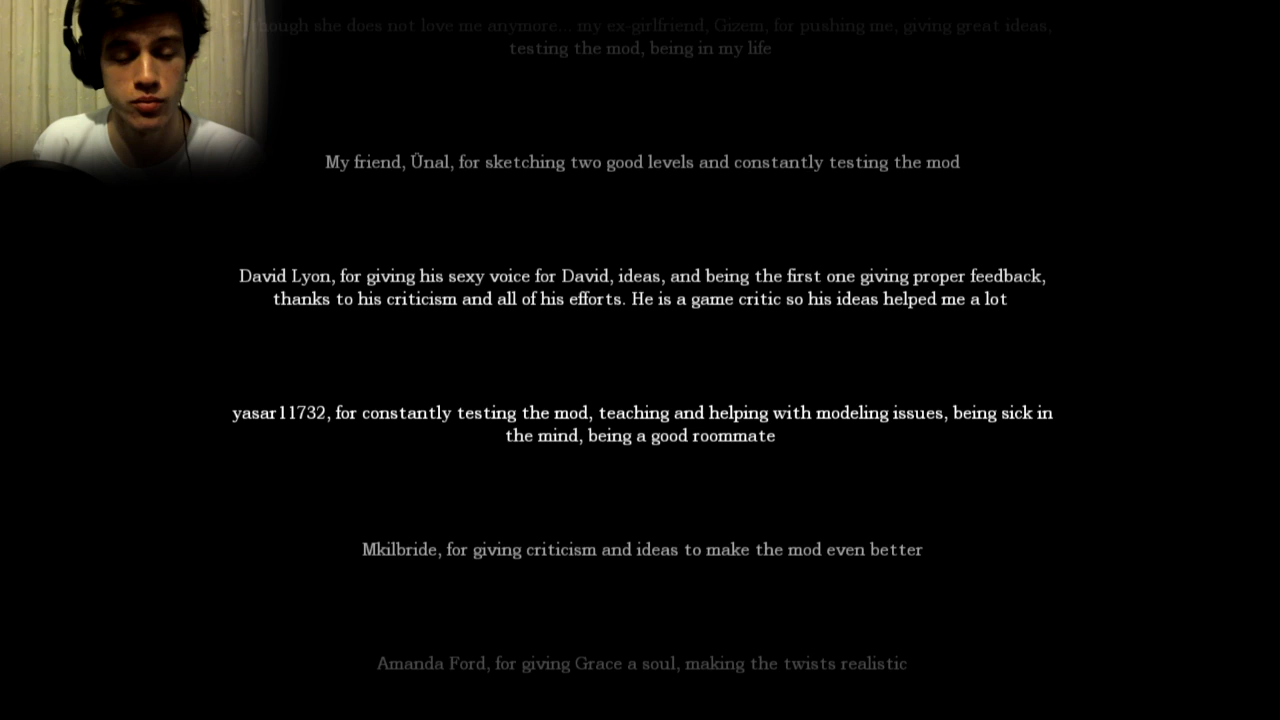 though she does not love me anymore... my ex-girlfriend, Gizem, for pushing me, giving great ideas,
testing the mod, being in my life
My friend, Ünal, for sketching two good levels and constantly testing the mod
David Lyon, for giving his sexy voice for David, ideas, and being the first one giving proper feedback,
thanks to his criticism and all of his efforts. He is a game critic so his ideas helped me a lot
yasar11732, for constantly testing the mod, teaching and helping with modeling issues, being sick in
the mind, being a good roommate
Mkilbride, for giving criticism and ideas to make the mod even better
Amanda Ford, for giving Grace a soul, making the twists realistic